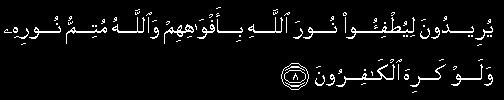 يُرِيدُونَ لِيُطْفِـُٔوا۟ نُورَ ٱللَّهِ بِأَفْوَٰهِهِمْ وَٱللَّهُ مُتِمُّ نُورِهِۦ
وَلَوْ كَرِهَ ٱلْكَـٰفِرُونَ ٨